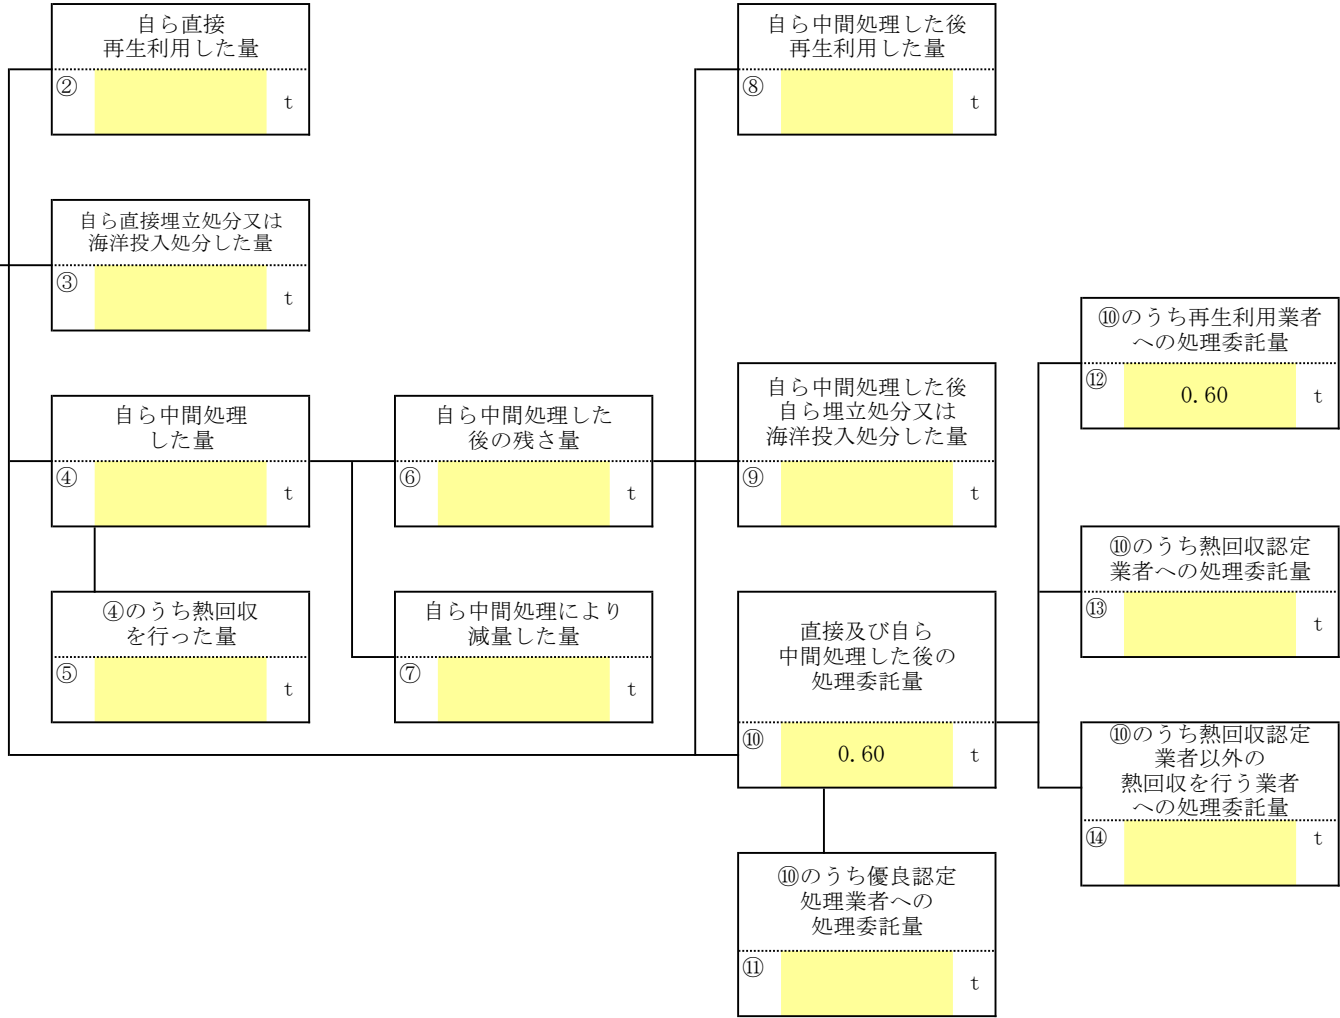 自ら直接
再生利用した量
②
t
自ら中間処理した後
再生利用した量
⑧
t
自ら直接埋立処分又は
海洋投入処分した量
③
t
⑩のうち再生利用業者
への処理委託量
⑫
0.60
t
自ら中間処理
した量
④
t
自ら中間処理した
後の残さ量
⑥
t
自ら中間処理した後
自ら埋立処分又は
海洋投入処分した量
⑨
t
⑩のうち熱回収認定
業者への処理委託量
⑬
t
④のうち熱回収
を行った量
⑤
t
自ら中間処理により
減量した量
⑦
t
直接及び自ら
中間処理した後の
処理委託量
⑩
0.60
t
⑩のうち熱回収認定
業者以外の
熱回収を行う業者
への処理委託量
⑭
t
⑩のうち優良認定
処理業者への
処理委託量
⑪
t